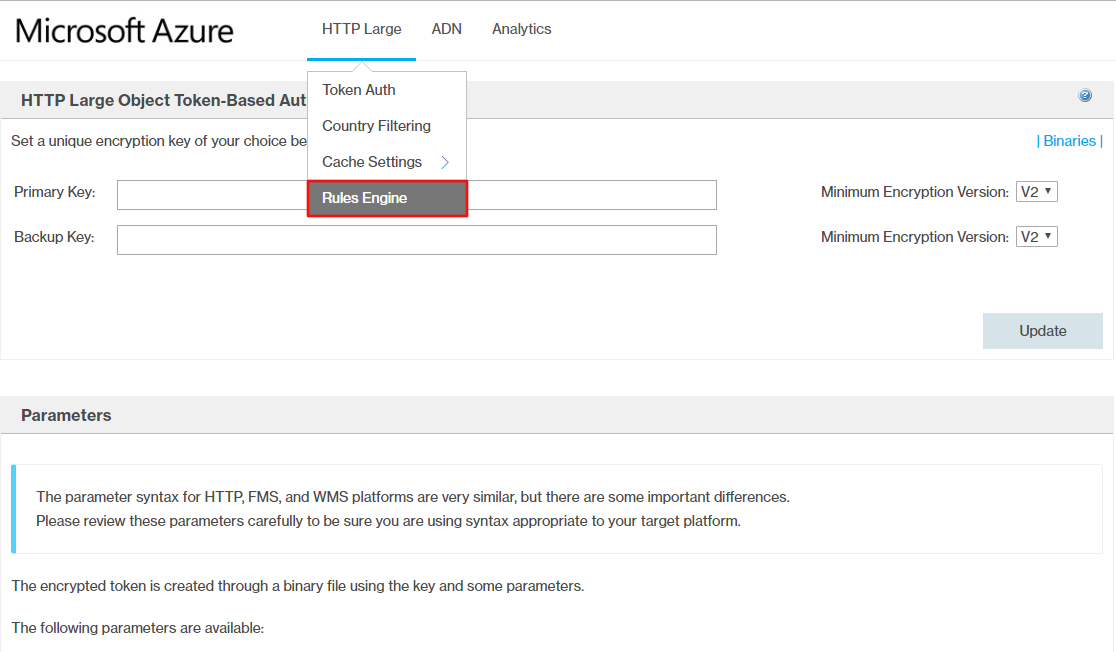 Microsoft Azure
HTTP Large ADN Analytics
Token Auth
Country Filtering
Cache Settings
Rules Engine
HTTP Large Object Token-Based Aut
Set a unique encryption key of your choice be
| Binaries |
Primary Key:
Minimum Encryption Version: V2
Backup Key:
Minimum Encryption Version: V2
Update
Parameters
The parameter syntax for HTTP, FMS, and WMS platforms are very similar, but there are some important differences.
Please review these parameters carefully to be sure you are using syntax appropriate to your target platform.
The encrypted token is created through a binary file using the key and some parameters.
The following parameters are available: